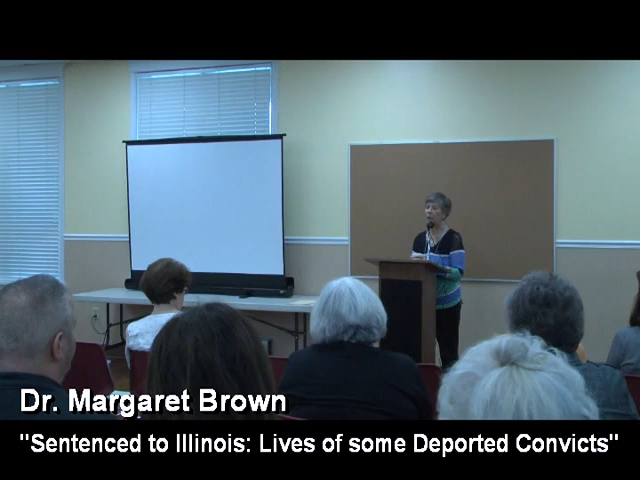 Dr. Margaret Brown
"Sentenced to Illinois: Lives of some Deported Convicts"